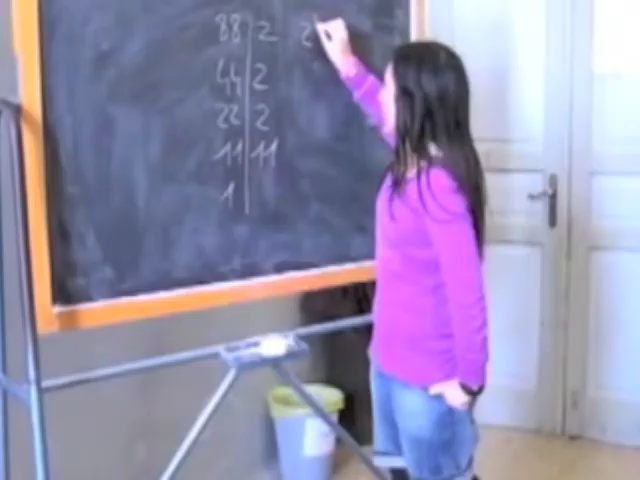 88 | 2 2
44 | 2
22 | 2
11 | 11
1 |